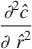 ∂²ĉ
∂ r̂²